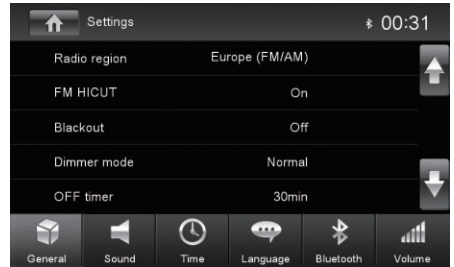 Settings 00:31
Radio region Europe (FM/AM)
FM HICUT On
Blackout Off
Dimmer mode Normal
OFF timer 30min
General Sound Time Language Bluetooth Volume